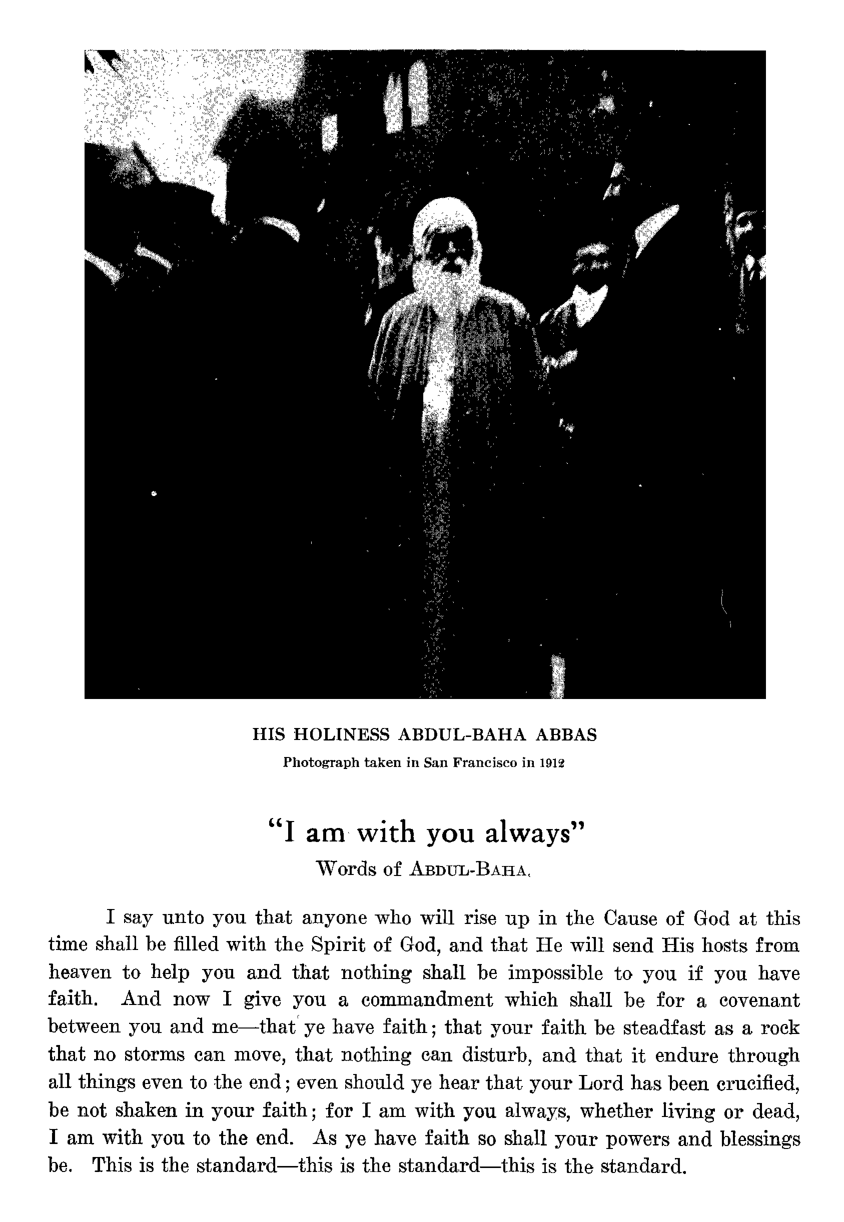 HIS HOLINESS ABDUL-BAHA ABBAS
Photograph taken in San Francisco in 1912
“I am with you always”
Words of ABDUL-BAHA.
I say unto you that anyone who will rise up in the Cause of God at this
time shall be filled with the Spirit of God, and that He will send His hosts from
heaven to help you and that nothing shall be impossible to you if you have
faith. And now I give you a commandment which shall be for a covenant
between you and me—that ye have faith; that your faith be steadfast as a rock
that no storms can move, that nothing can disturb, and that it endure through
all things even to the end; even should ye hear that your Lord has been crucified,
be not shaken in your faith; for I am with you always, whether living or dead,
I am with you to the end. As ye have faith so shall your powers and blessings
be. This is the standard—this is the standard—this is the standard.